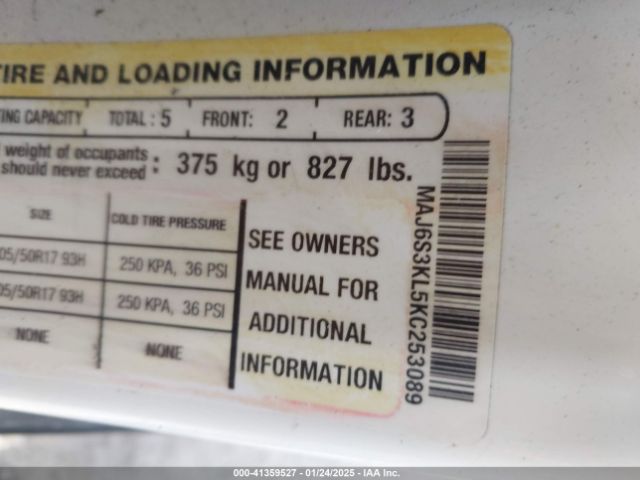 TIRE AND LOADING INFORMATION
TING CAPACITY TOTAL : 5 FRONT: 2 REAR: 3
weight of occupants
should never exceed : 375 kg or 827 lbs.
SIZE COLD TIRE PRESSURE
05/50R17 93H 250 KPA, 36 PSI
05/50R17 93H 250 KPA, 36 PSI
NONE NONE
SEE OWNERS
MANUAL FOR
ADDITIONAL
INFORMATION
MAJ6S3KL5KC253089
000-41359527 - 01/24/2025 - IAA Inc.